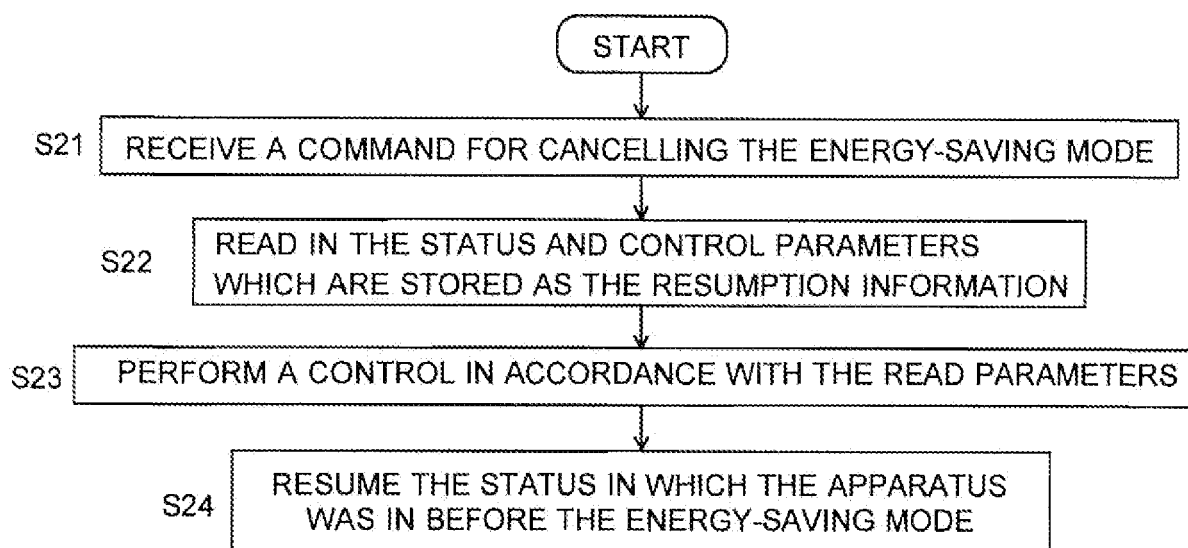 START
S21
RECEIVE A COMMAND FOR CANCELLING THE ENERGY-SAVING MODE
S22
READ IN THE STATUS AND CONTROL PARAMETERS
WHICH ARE STORED AS THE RESUMPTION INFORMATION
S23
PERFORM A CONTROL IN ACCORDANCE WITH THE READ PARAMETERS
S24
RESUME THE STATUS IN WHICH THE APPARATUS
WAS IN BEFORE THE ENERGY-SAVING MODE